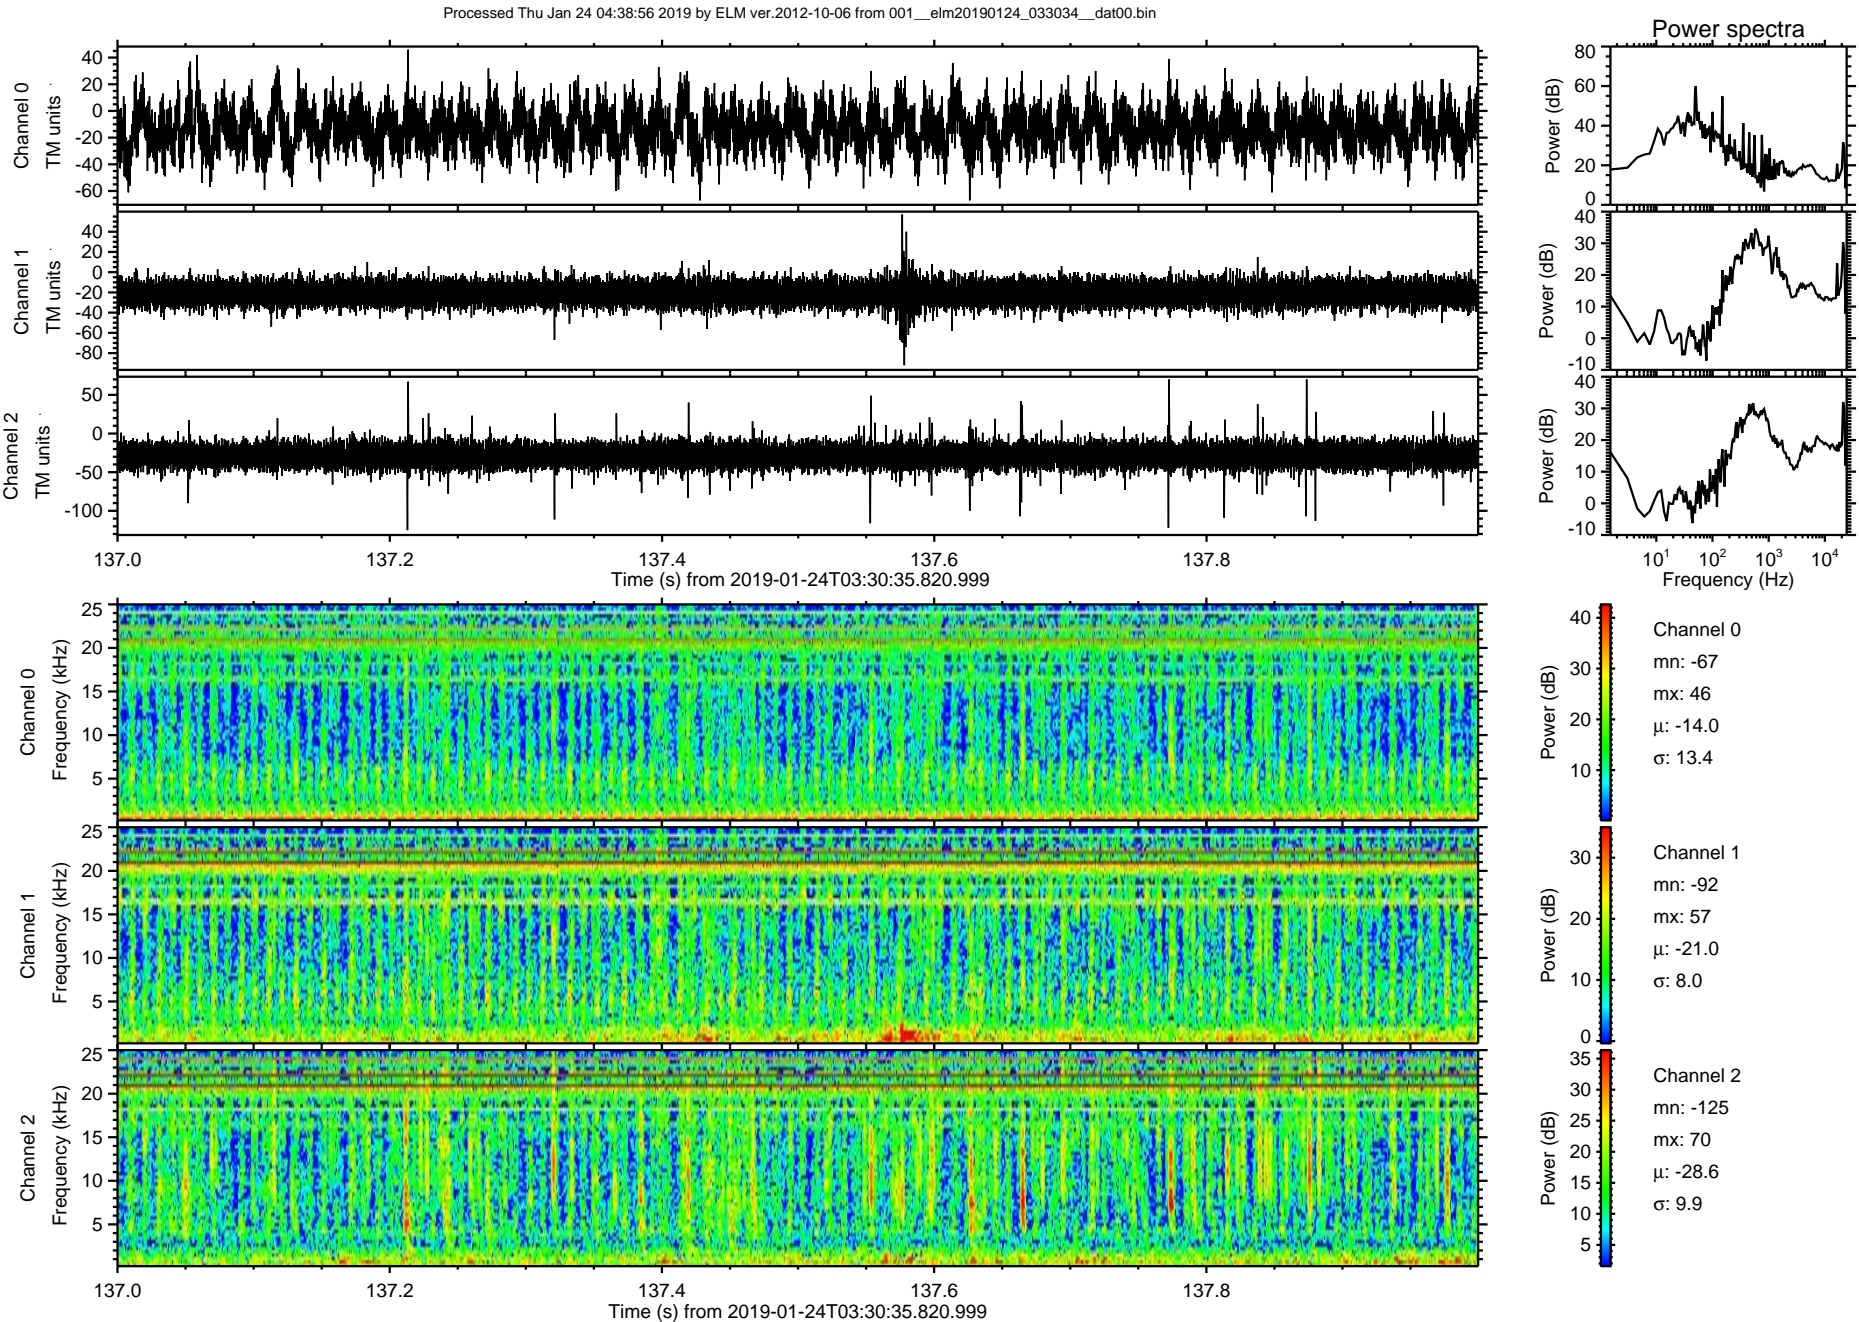 Processed Thu Jan 24 04:38:56 2019 by ELM ver.2012-10-06 from 001__elm20190124_033034__dat00.bin
Power spectra
Channel 0
TM units
40
20
0
-20
-40
-60
Power (dB)
80
60
40
20
0
Channel 1
TM units
40
20
0
-20
-40
-60
-80
Power (dB)
40
30
20
10
0
-10
Channel 2
TM units
50
0
-50
-100
Power (dB)
40
30
20
10
0
-10
137.0 137.2 137.4 137.6 137.8
Time (s) from 2019-01-24T03:30:35.820.999
10¹ 10² 10³ 10⁴
Frequency (Hz)
Channel 0
Frequency (kHz)
25
20
15
10
5
Power (dB)
40
30
20
10
Channel 0
mn: -67
mx: 46
μ: -14.0
σ: 13.4
Channel 1
Frequency (kHz)
25
20
15
10
5
Power (dB)
30
20
10
0
Channel 1
mn: -92
mx: 57
μ: -21.0
σ: 8.0
Channel 2
Frequency (kHz)
25
20
15
10
5
Power (dB)
35
30
25
20
15
10
5
Channel 2
mn: -125
mx: 70
μ: -28.6
σ: 9.9
137.0 137.2 137.4 137.6 137.8
Time (s) from 2019-01-24T03:30:35.820.999